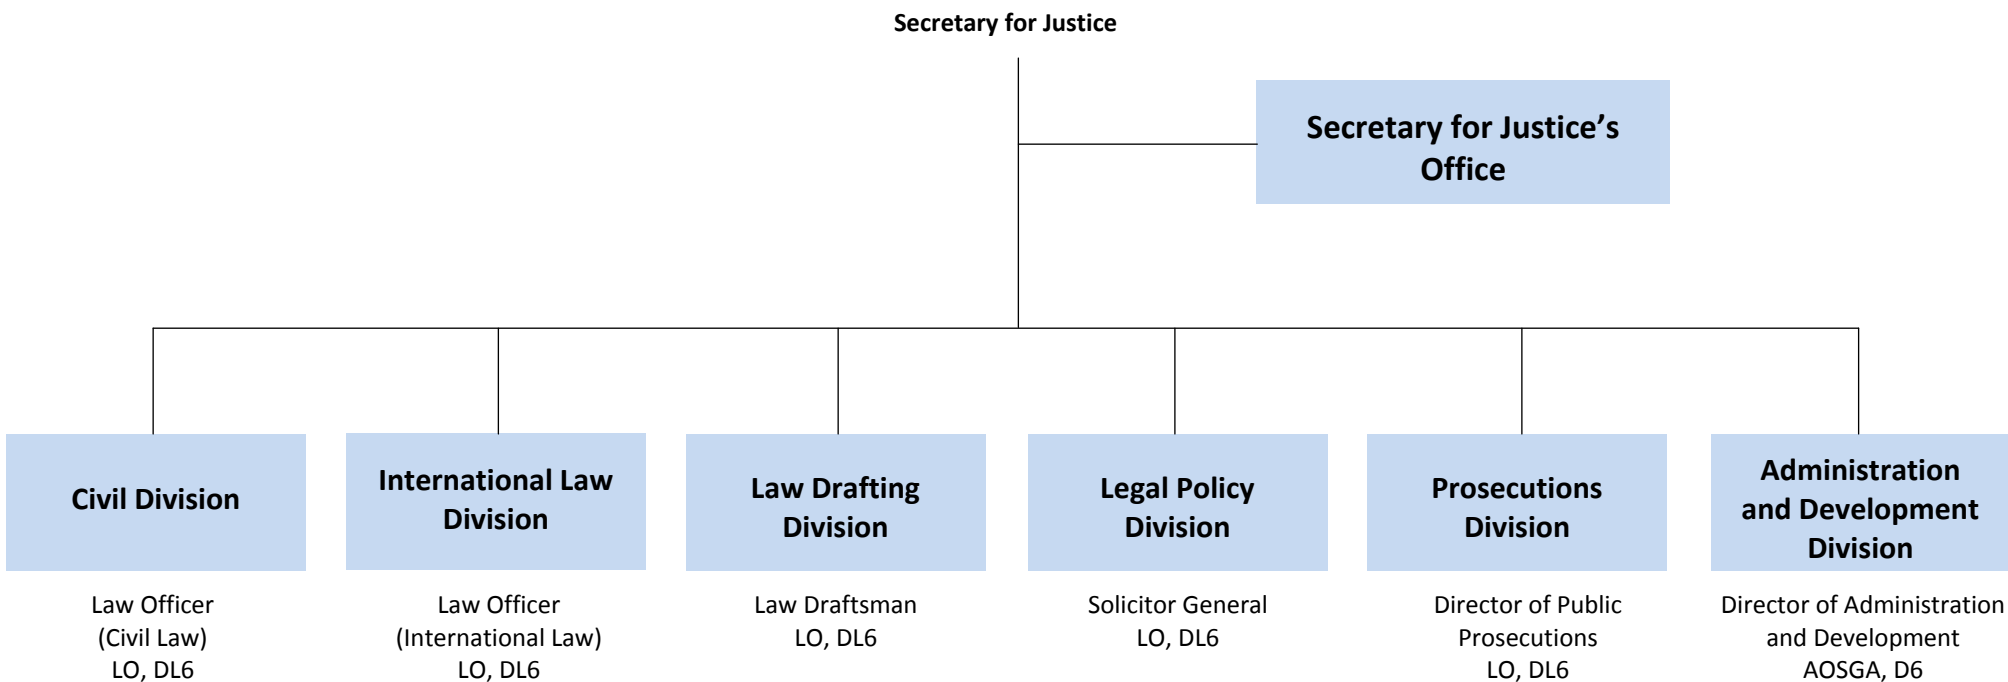 Secretary for Justice
Secretary for Justice’s
Office
Civil Division
International Law
Division
Law Drafting
Division
Legal Policy
Division
Prosecutions
Division
Administration
and Development
Division
Law Officer
(Civil Law)
LO, DL6
Law Officer
(International Law)
LO, DL6
Law Draftsman
LO, DL6
Solicitor General
LO, DL6
Director of Public
Prosecutions
LO, DL6
Director of Administration
and Development
AOSGA, D6